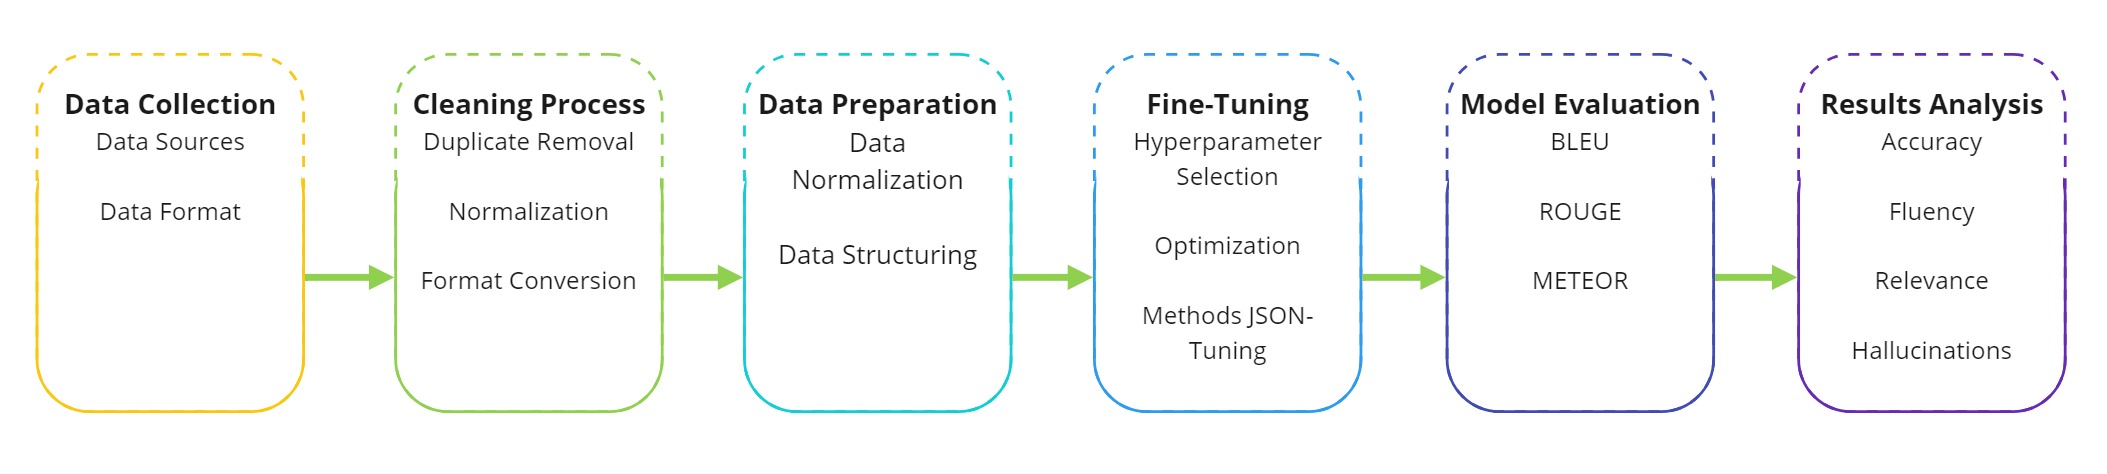 Data Collection
Data Sources
Data Format
Cleaning Process
Duplicate Removal
Normalization
Format Conversion
Data Preparation
Data
Normalization
Data Structuring
Fine-Tuning
Hyperparameter
Selection
Optimization
Methods JSON-
Tuning
Model Evaluation
BLEU
ROUGE
METEOR
Results Analysis
Accuracy
Fluency
Relevance
Hallucinations